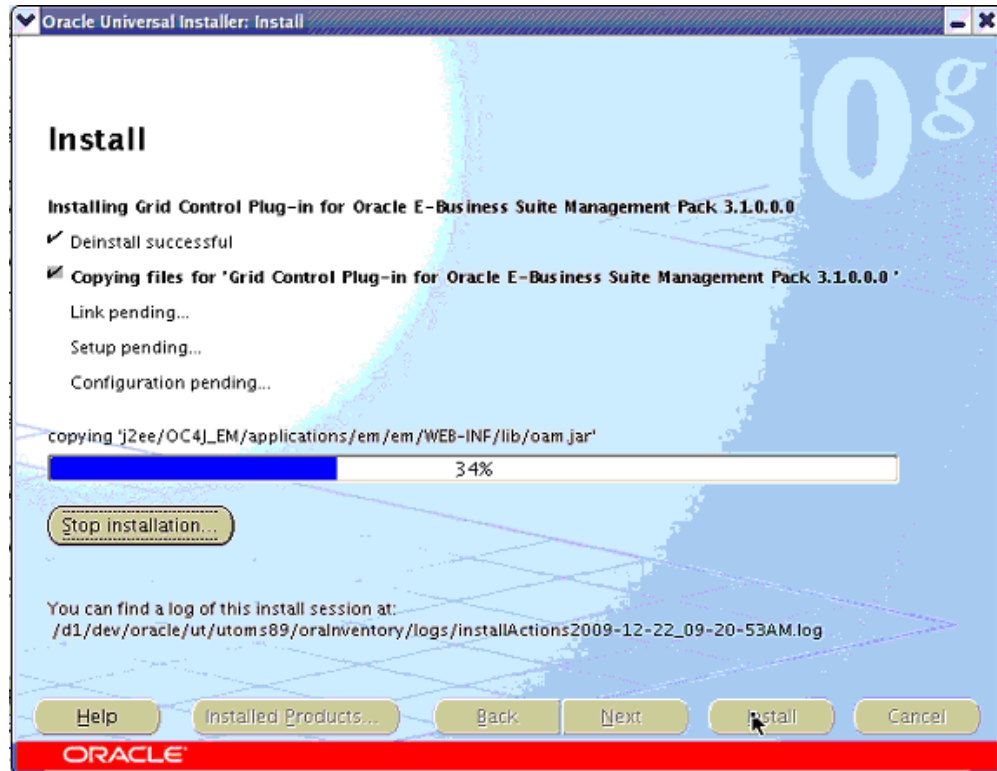 Oracle Universal Installer: Install
0g
Install
Installing Grid Control Plug-in for Oracle E-Business Suite Management Pack 3.1.0.0.0
Deinstall successful
Copying files for 'Grid Control Plug-in for Oracle E-Business Suite Management Pack 3.1.0.0.0 '
Link pending...
Setup pending...
Configuration pending...
copying 'j2ee/OC4J_EM/applications/em/em/WEB-INF/lib/oam.jar'
34%
Stop installation...
You can find a log of this install session at:
/d1/dev/oracle/ut/utoms89/oraInventory/logs/installActions2009-12-22_09-20-53AM.log
Help Installed Products... Back Next Install Cancel
ORACLE